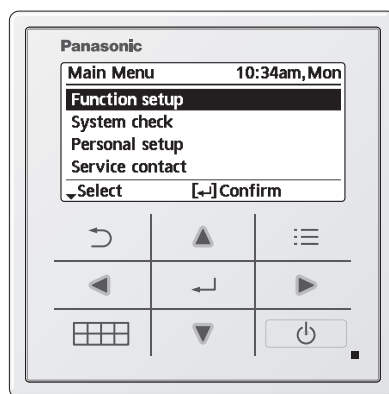 Panasonic
Main Menu 10:34am,Mon
Function setup
System check
Personal setup
Service contact
Select [↵]Confirm